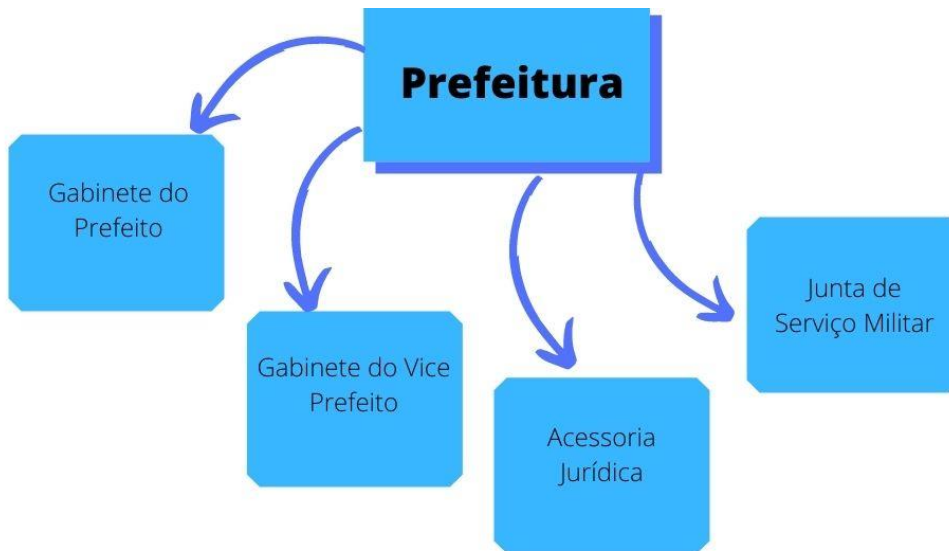 Prefeitura
Gabinete do
Prefeito
Gabinete do Vice
Prefeito
Acessoria
Jurídica
Junta de
Serviço Militar